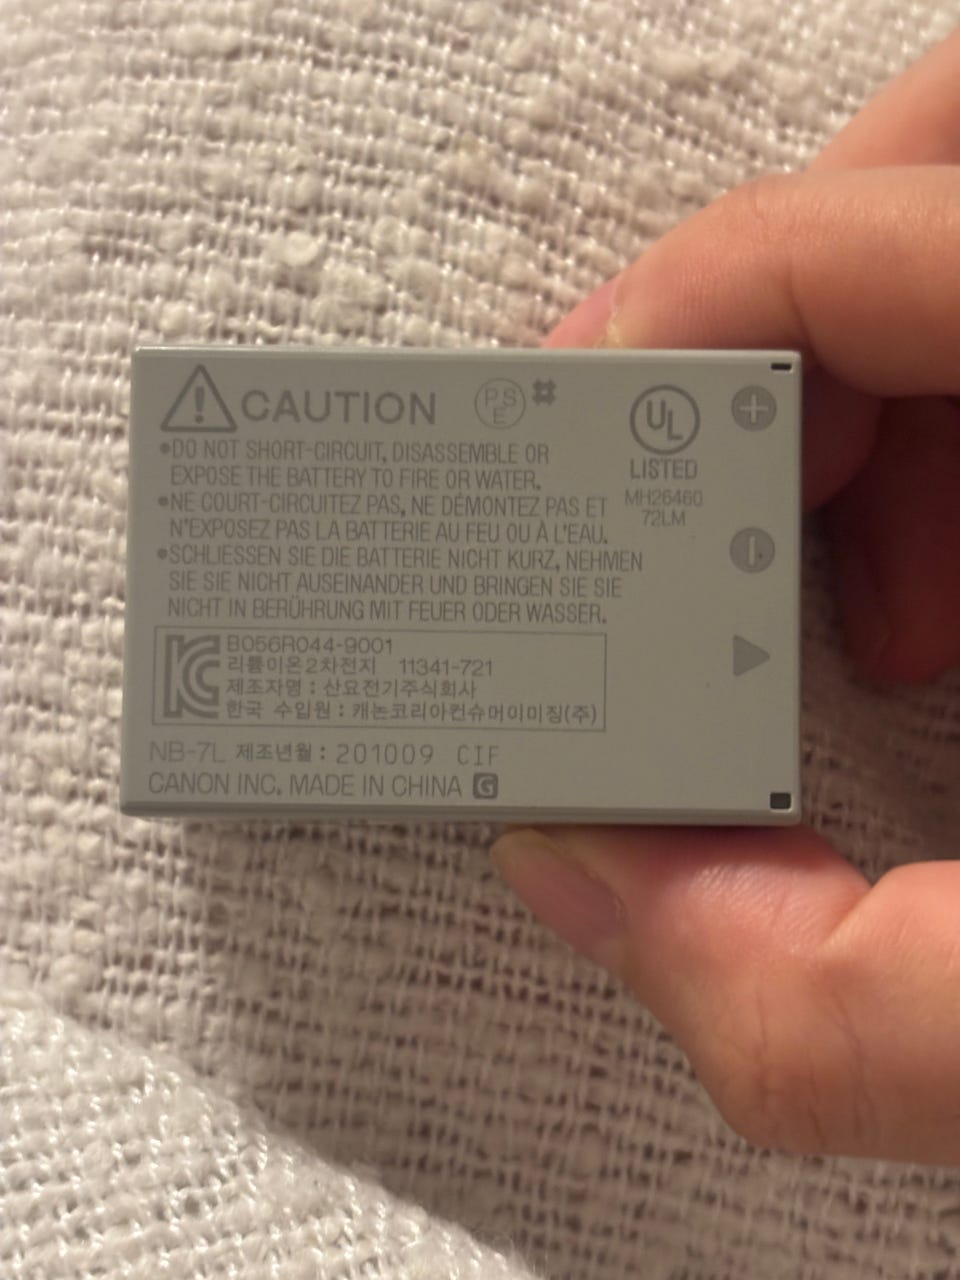 CAUTION
PSE
•DO NOT SHORT-CIRCUIT, DISASSEMBLE OR
EXPOSE THE BATTERY TO FIRE OR WATER.
•NE COURT-CIRCUITEZ PAS, NE DÉMONTEZ PAS ET
N'EXPOSEZ PAS LA BATTERIE AU FEU OU À L'EAU.
•SCHLIESSEN SIE DIE BATTERIE NICHT KURZ, NEHMEN
SIE SIE NICHT AUSEINANDER UND BRINGEN SIE SIE
NICHT IN BERÜHRUNG MIT FEUER ODER WASSER.
UL
LISTED
MH26460
72LM
KC
B056R044-9001
리튬이온2차전지 11341-721
제조자명 : 산요전기주식회사
한국 수입원 : 캐논코리아컨슈머이미징(주)
NB-7L 제조년월 : 201009 CIF
CANON INC. MADE IN CHINA G